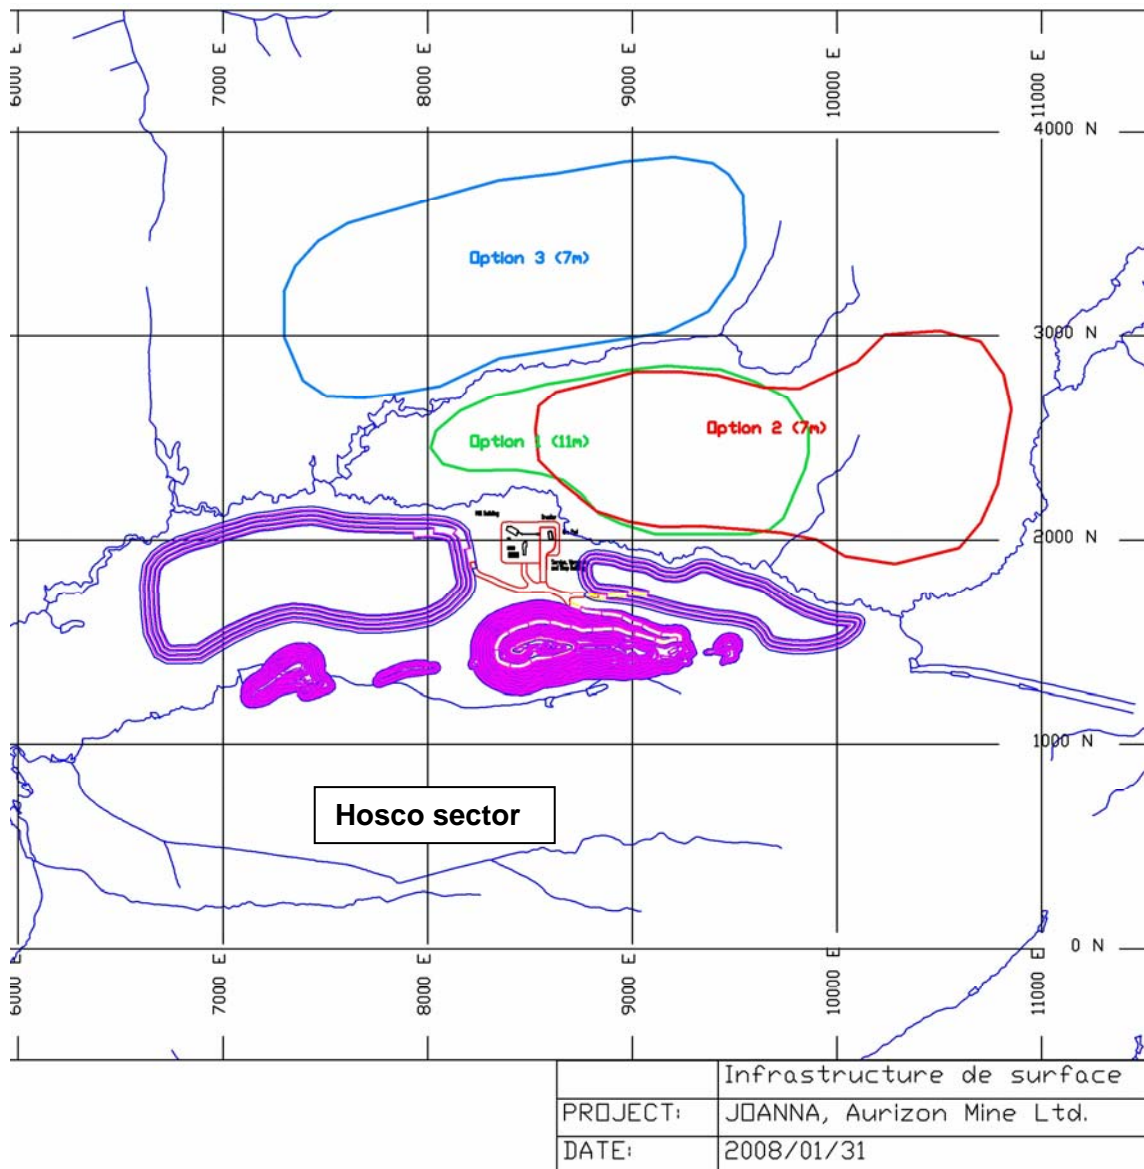 6000 E
7000 E
8000 E
9000 E
10000 E
11000 E
4000 N
Option 3 (7m)
3000 N
Option 2 (7m)
Option 1 (11m)
Mill Building
2000 N
1000 N
Hosco sector
0 N
6000 E
7000 E
8000 E
9000 E
10000 E
11000 E
Infrastructure de surface
PROJECT: JOANNA, Aurizon Mine Ltd.
DATE: 2008/01/31